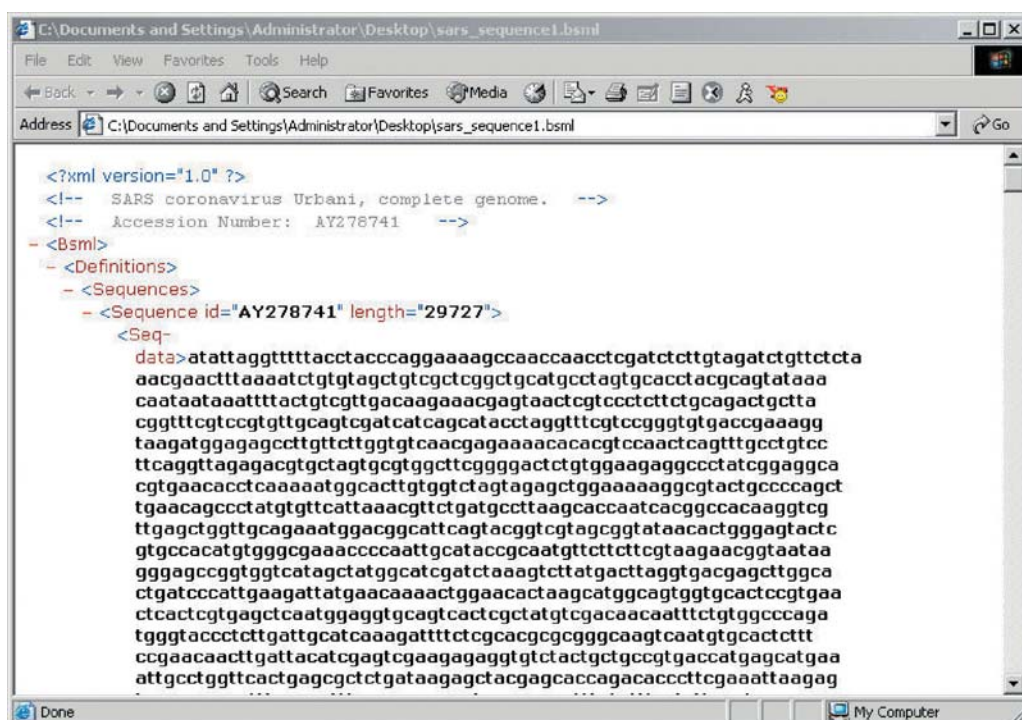 C:\Documents and Settings\Administrator\Desktop\sars_sequence1.bsml
File Edit View Favorites Tools Help
Back Search Favorites Media
Address C:\Documents and Settings\Administrator\Desktop\sars_sequence1.bsml Go
<?xml version="1.0" ?>
<!-- SARS coronavirus Urbani, complete genome. -->
<!-- Accession Number: AY278741 -->
- <Bsml>
- <Definitions>
- <Sequences>
- <Sequence id="AY278741" length="29727">
<Seq-
data>atattaggtttttacctacccaggaaaagccaaccaacctcgatctcttgtagatctgttctcta
aacgaactttaaaatctgtgtagctgtcgctcggctgcatgcctagtgcacctacgcagtataaa
caataataaattttactgtcgttgacaagaaacgagtaactcgtccctcttctgcagactgctta
cggtttcgtccgtgttgcagtcgatcatcagcatacctaggtttcgtccgggtgtgaccgaaagg
taagatggagagccttgttcttggtgtcaacgagaaaacacacgtccaactcagtttgcctgtcc
ttcaggttagagacgtgctagtgcgtggcttcggggactctgtggaagaggccctatcggaggca
cgtgaacacctcaaaaatggcacttgtggtctagtagagctggaaaaaggcgtactgccccagct
tgaacagccctatgtgttcattaaacgttctgatgccttaagcaccaatcacggccacaaggtcg
ttgagctggttgcagaaatggacggcattcagtacggtcgtagcggtataacactgggagtactc
gtgccacatgtgggcgaaaccccaattgcataccgcaatgttcttcttcgtaagaacggtaataa
gggagccggtggtcatagctatggcatcgatctaaagtcttatgacttaggtgacgagcttggca
ctgatcccattgaagattatgaacaaaactggaacactaagcatggcagtggtgcactccgtgaa
ctcactcgtgagctcaatggaggtgcagtcactcgctatgtcgacaacaatttctgtggcccaga
tgggtaccctcttgattgcatcaaagattttctcgcacgcgcgggcaagtcaatgtgcactcttt
ccgaacaacttgattacatcgagtcgaagagaggtgtctactgctgccgtgaccatgagcatgaa
attgcctggttcactgagcgctctgataagagctacgagcaccagacacccttcgaaattaagag
Done My Computer